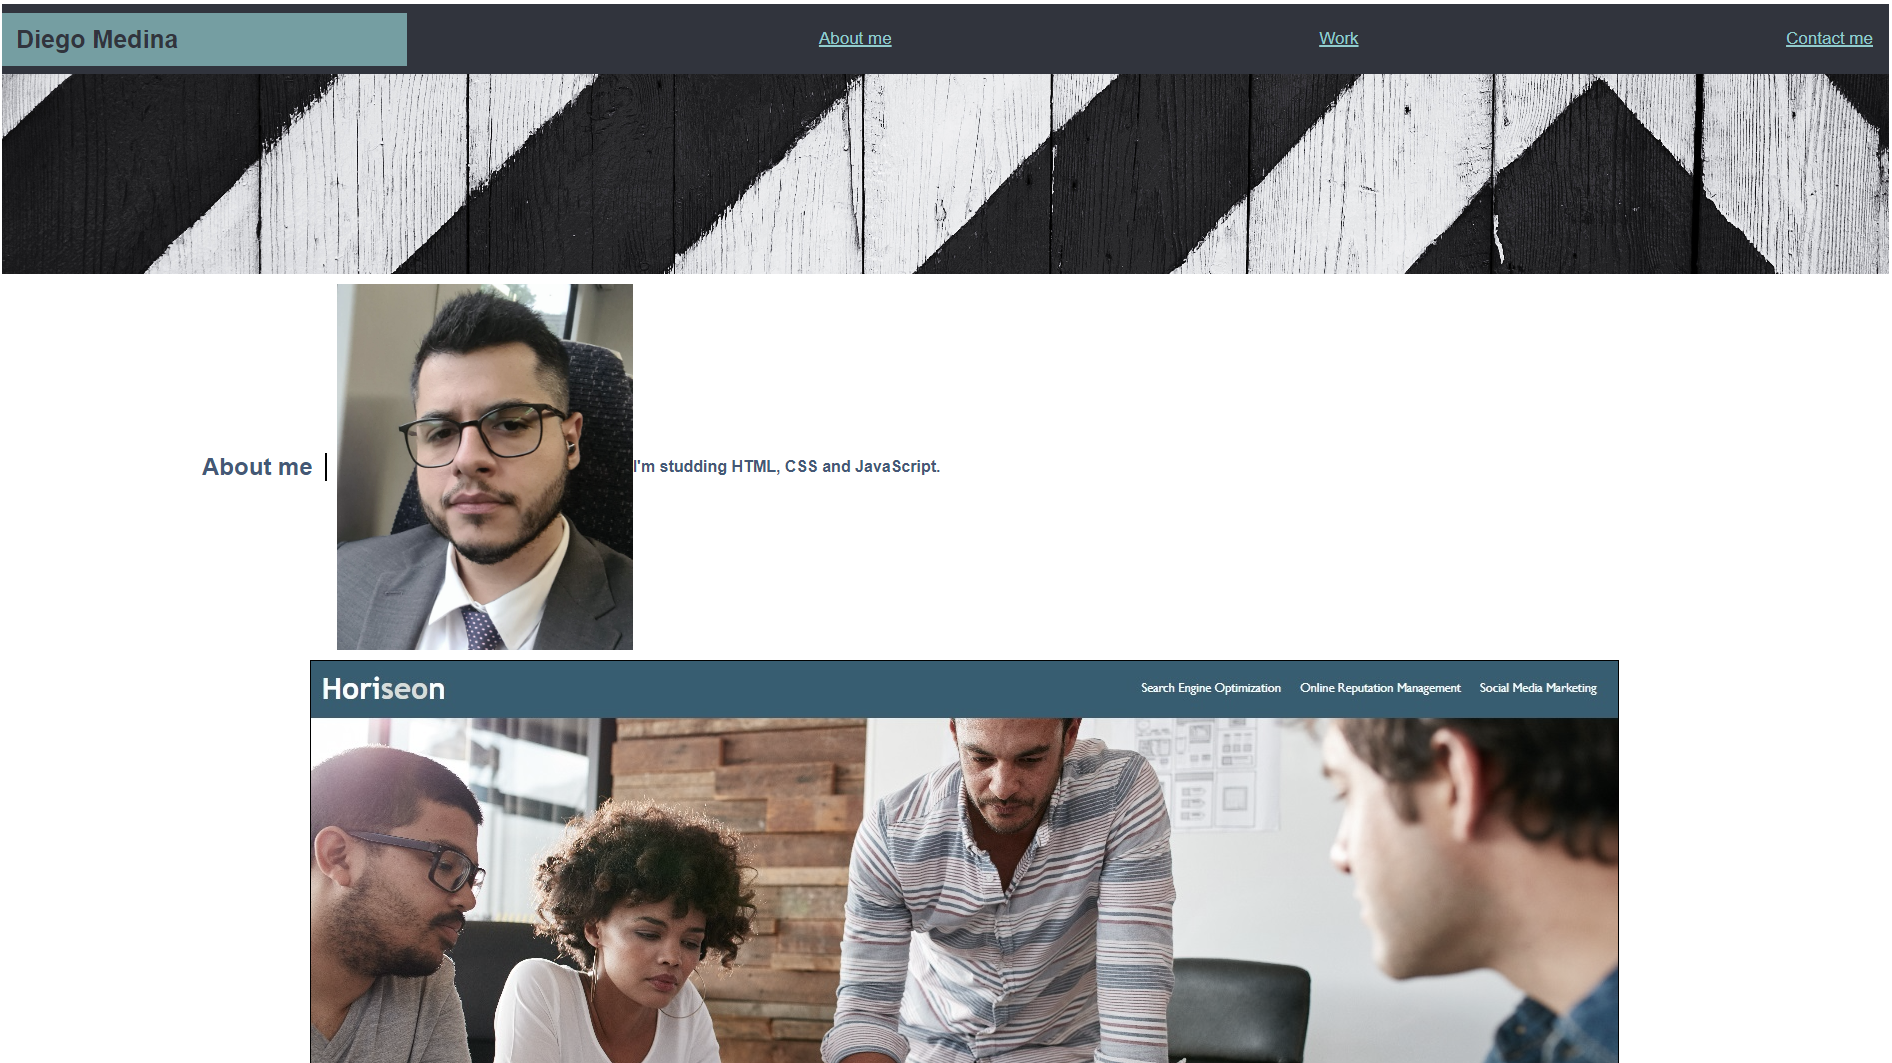 Diego Medina
About me
Work
Contact me
About me
I'm studding HTML, CSS and JavaScript.
Horiseon
Search Engine Optimization
Online Reputation Management
Social Media Marketing